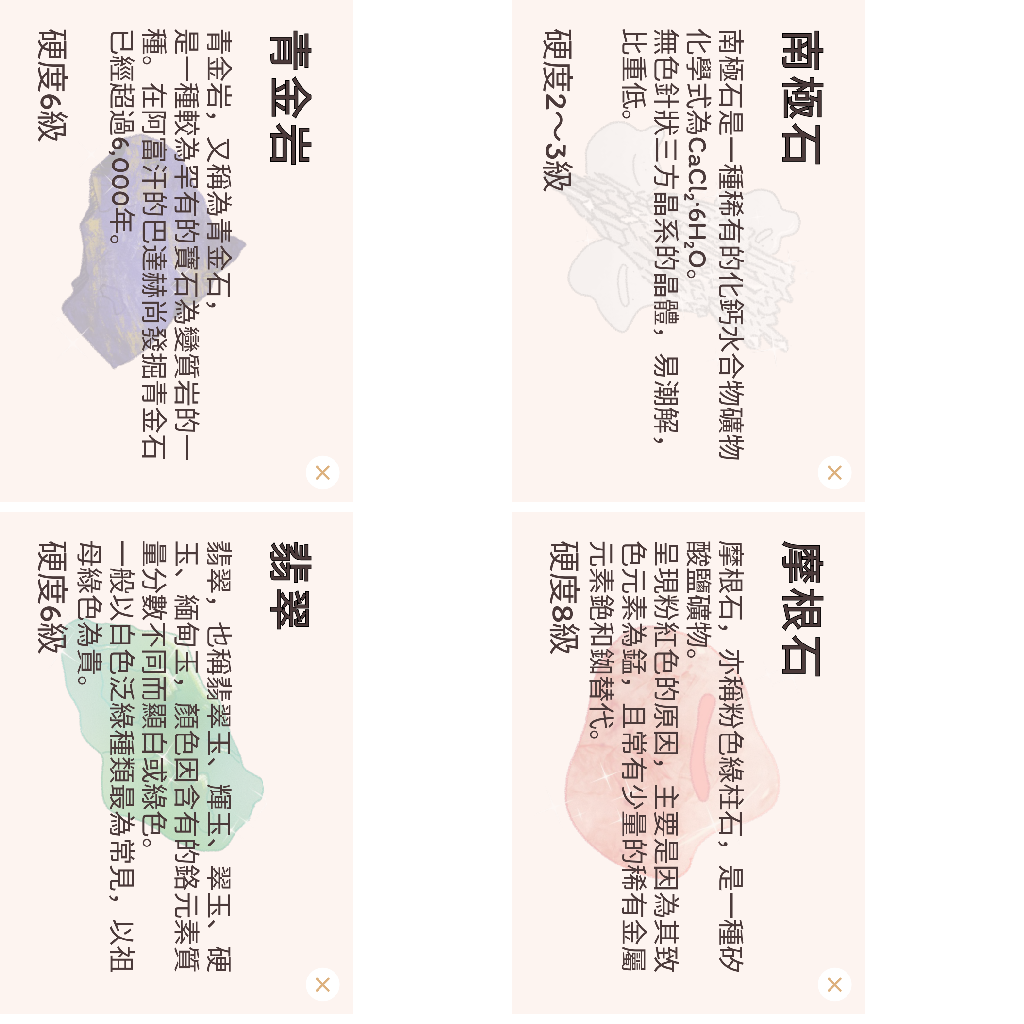 青金岩
青金岩，又稱為青金石，
是一種較為罕有的寶石為變質岩的一
種。在阿富汗的巴達赫尚發掘青金石
已經超過6,000年。
硬度6級
南極石
南極石是一種稀有的化鈣水合物礦物
化學式為CaCl₂·6H₂O。
無色針狀三方晶系的晶體，易潮解，
比重低。
硬度2～3級
翡翠
翡翠，也稱翡翠玉、輝玉、翠玉、硬
玉、緬甸玉，顏色因含有的鉻元素質
量分數不同而顯白或綠色。
一般以白色泛綠種類最為常見，以祖
母綠色為貴。
硬度6級
摩根石
摩根石，亦稱粉色綠柱石，是一種矽
酸鹽礦物。
呈現粉紅色的原因，主要是因為其致
色元素為錳，且常有少量的稀有金屬
元素銫和銣替代。
硬度8級